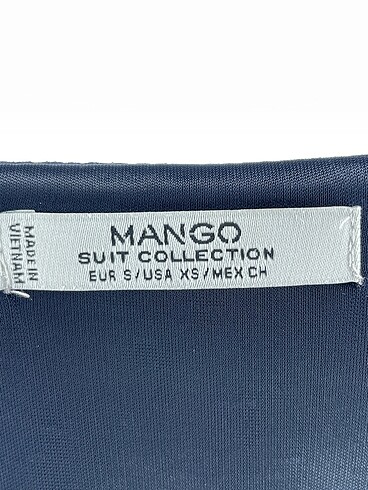 MANGO
SUIT COLLECTION
EUR S/USA XS/MEX CH
MADE IN
VIETNAM